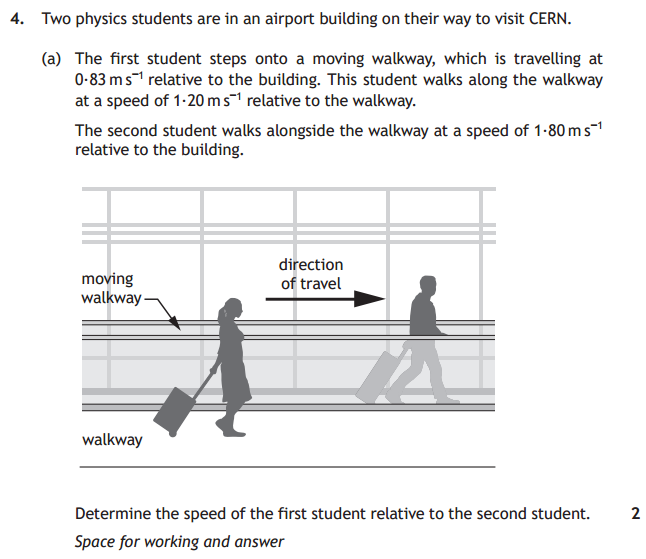 4. Two physics students are in an airport building on their way to visit CERN.
(a) The first student steps onto a moving walkway, which is travelling at
0·83 m s⁻¹ relative to the building. This student walks along the walkway
at a speed of 1·20 m s⁻¹ relative to the walkway.
The second student walks alongside the walkway at a speed of 1·80 m s⁻¹
relative to the building.
direction
of travel
moving
walkway
walkway
Determine the speed of the first student relative to the second student. 2
Space for working and answer